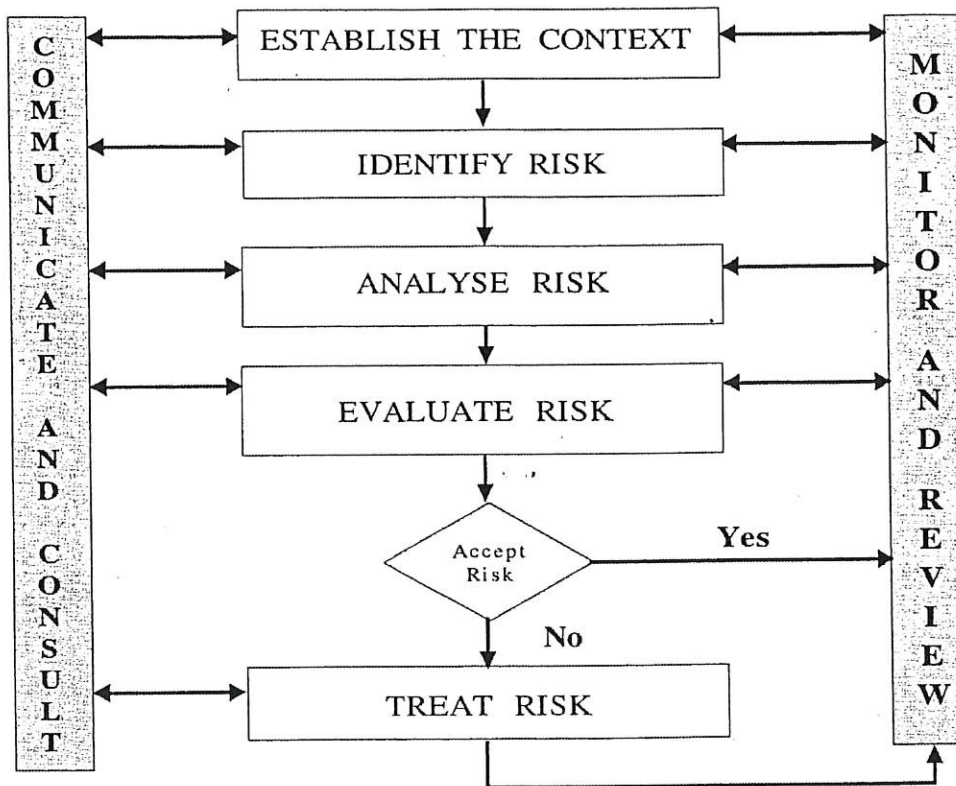 COMMUNICATE AND CONSULT
ESTABLISH THE CONTEXT
IDENTIFY RISK
ANALYSE RISK
EVALUATE RISK
Accept
Risk
Yes
No
TREAT RISK
MONITOR AND REVIEW